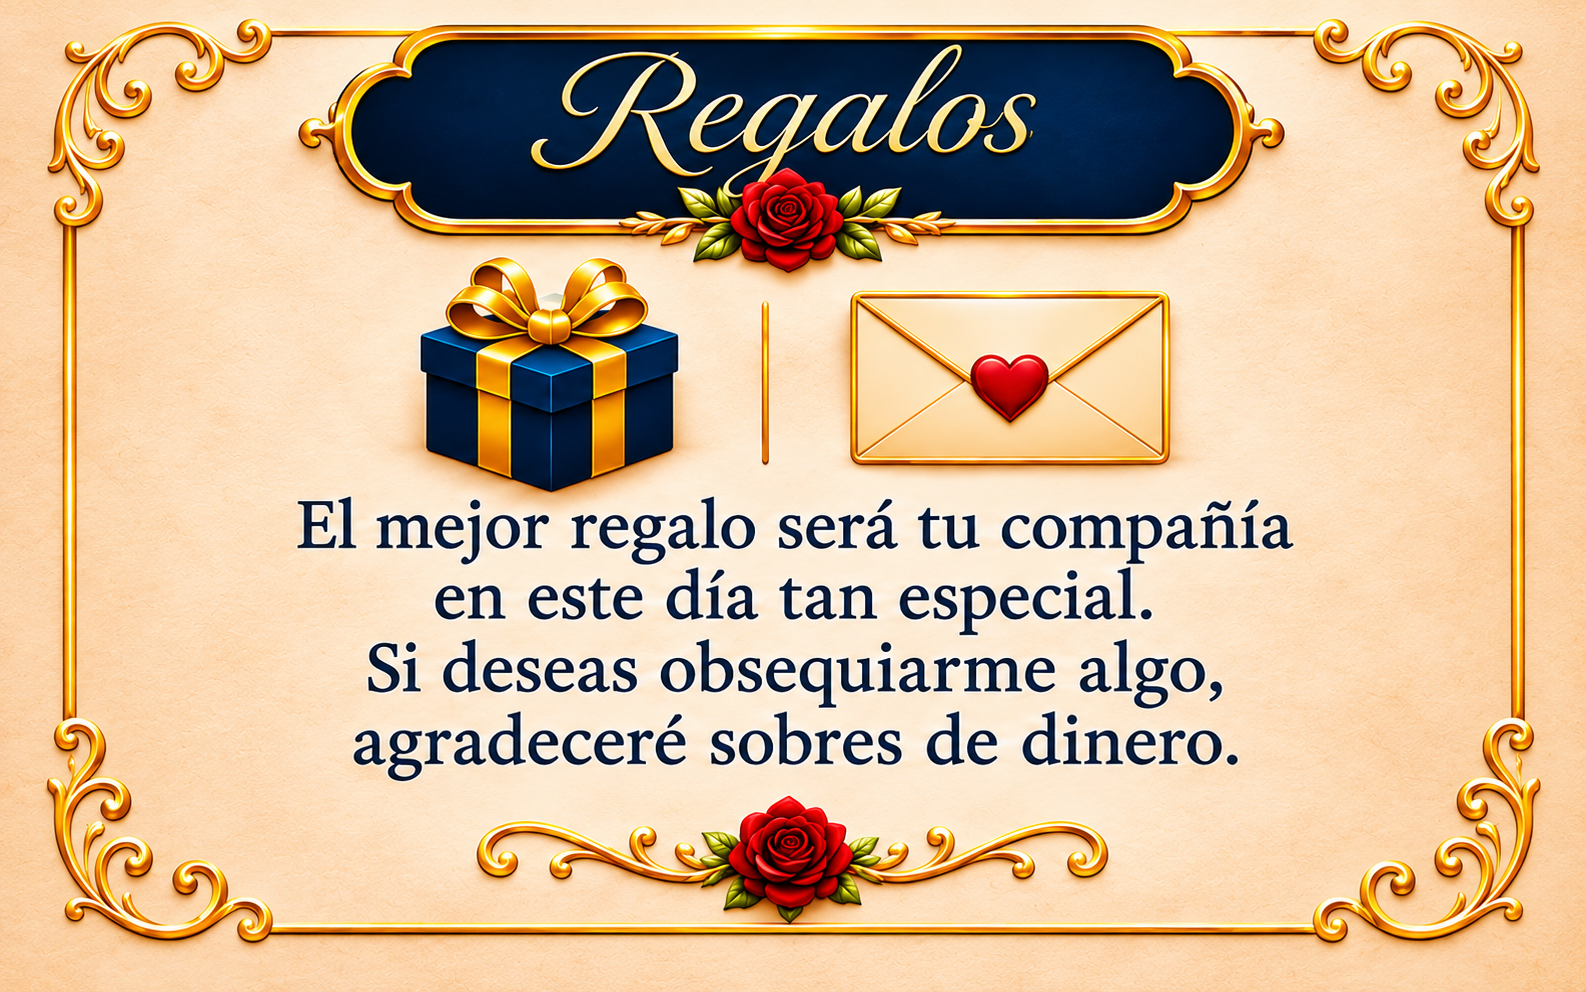 Regalos
El mejor regalo será tu compañía
en este día tan especial.
Si deseas obsequiarme algo,
agradeceré sobres de dinero.